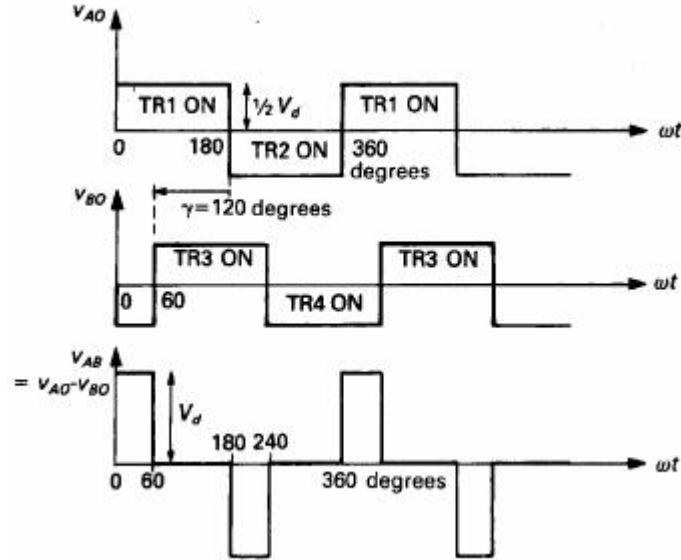 V_AO
TR1 ON
½ V_d
TR1 ON
ωt
0
180
TR2 ON
360
degrees
V_BO
γ=120 degrees
TR3 ON
TR3 ON
0
60
TR4 ON
ωt
V_AB
= V_AO-V_BO
V_d
180 240
ωt
0
60
360 degrees